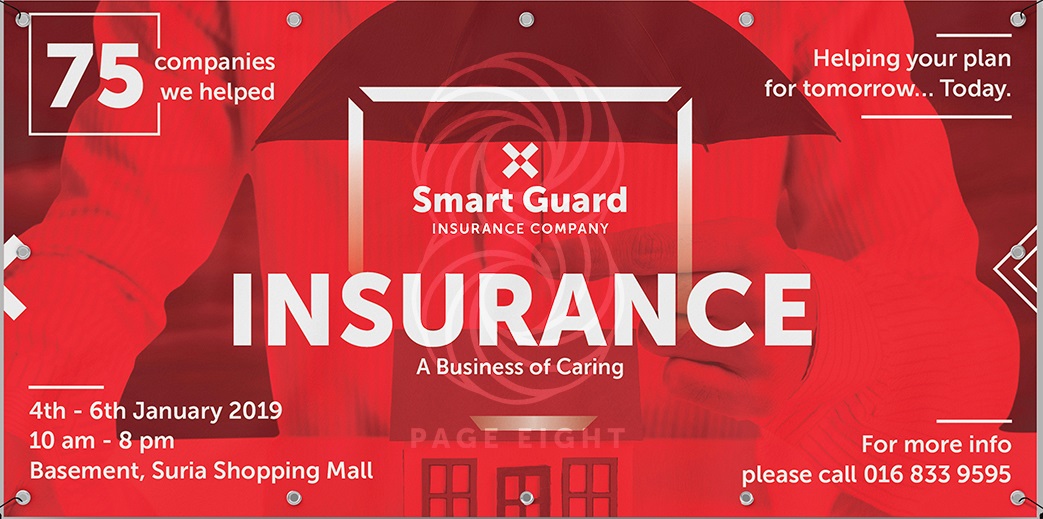 75
companies
we helped
Helping your plan
for tomorrow... Today.
Smart Guard
INSURANCE COMPANY
INSURANCE
A Business of Caring
PAGE EIGHT
4th - 6th January 2019
10 am - 8 pm
Basement, Suria Shopping Mall
For more info
please call 016 833 9595